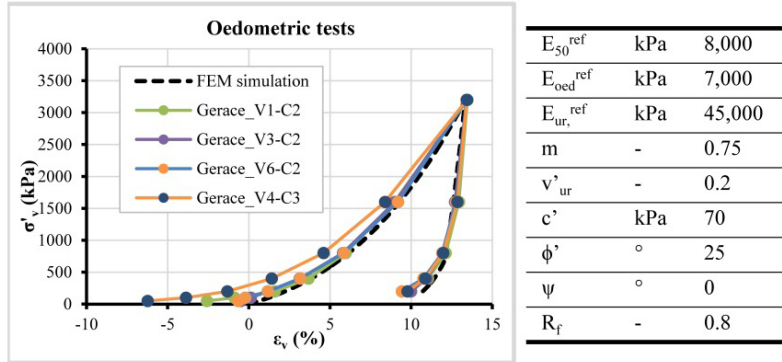 Oedometric tests
4000
3500
3000
2500
2000
1500
1000
500
0
-10 -5 0 5 10 15
σ'v (kPa)
εv (%)
FEM simulation
Gerace_V1-C2
Gerace_V3-C2
Gerace_V6-C2
Gerace_V4-C3
E50ref kPa 8,000
Eoedref kPa 7,000
Eur,ref kPa 45,000
m - 0.75
v'ur - 0.2
c' kPa 70
ϕ' ° 25
ψ ° 0
Rf - 0.8